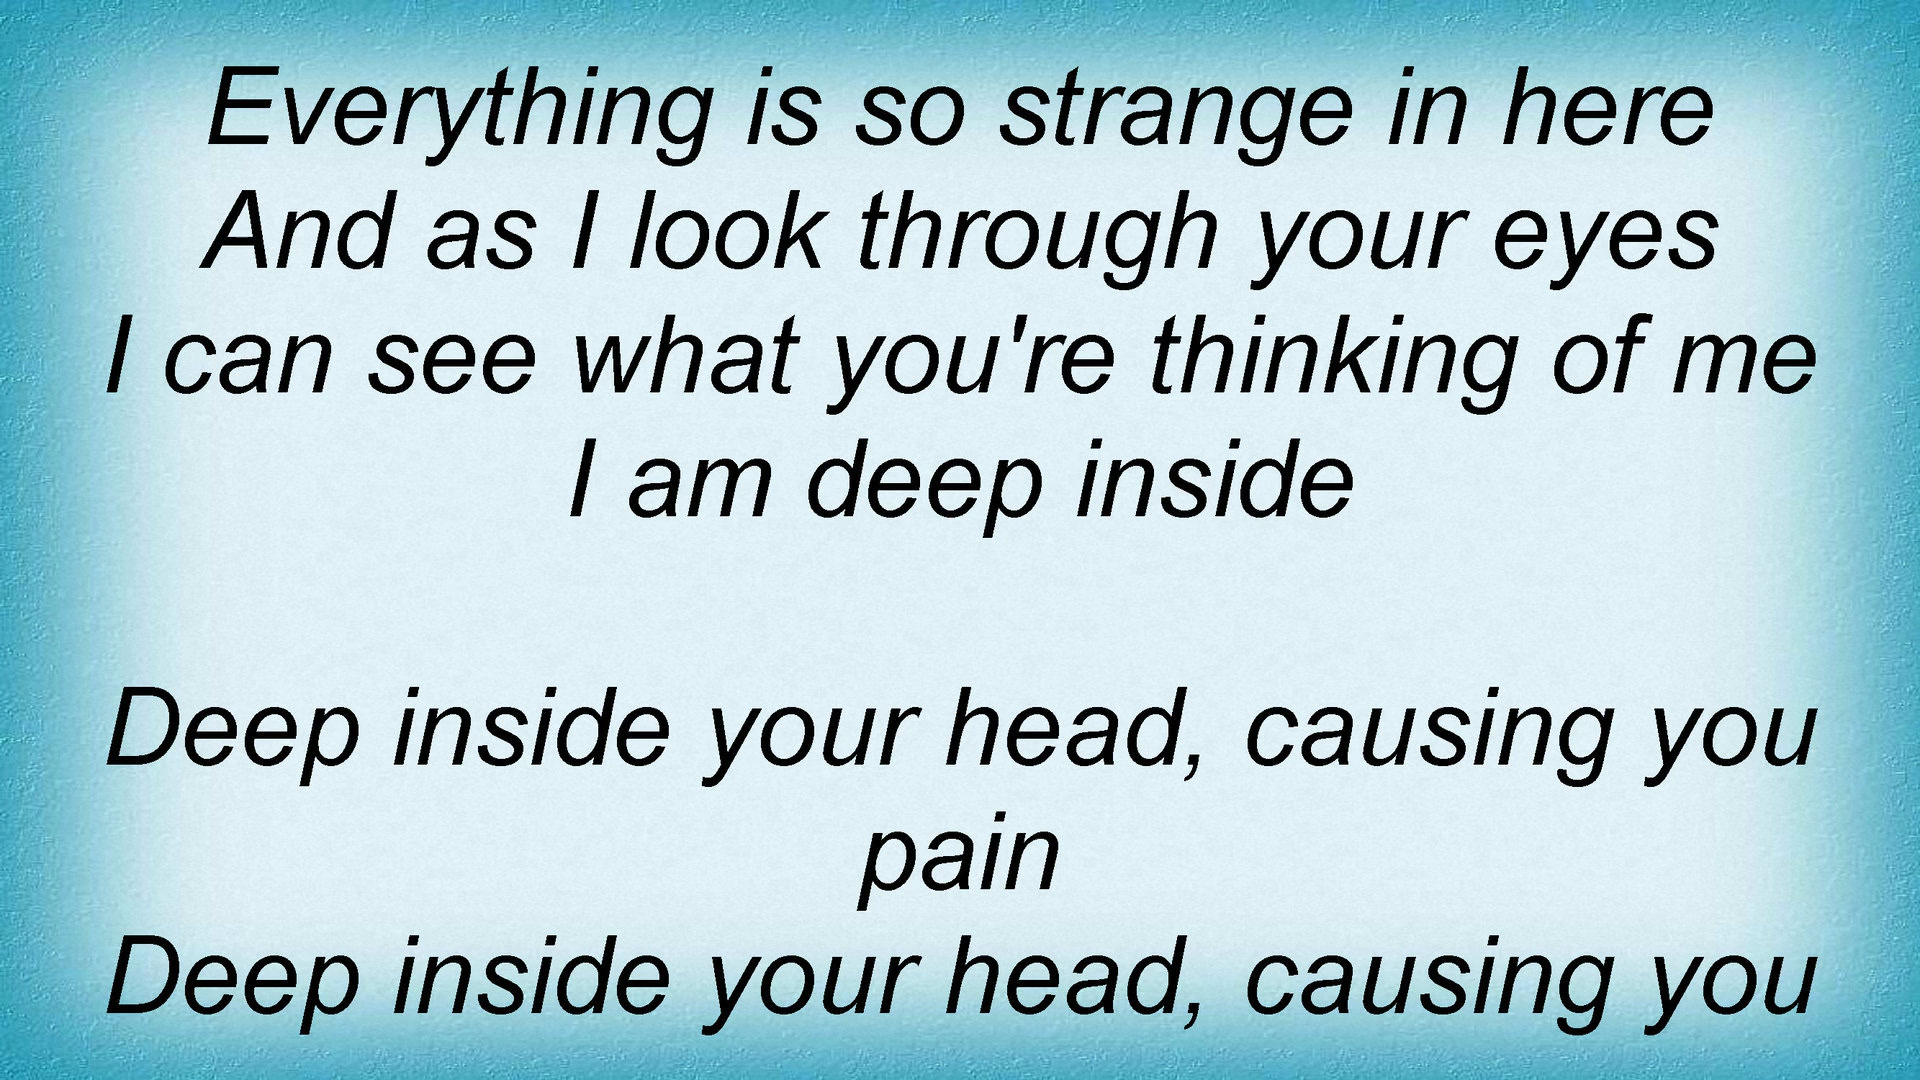 Everything is so strange in here
And as I look through your eyes
I can see what you're thinking of me
I am deep inside
Deep inside your head, causing you
pain
Deep inside your head, causing you